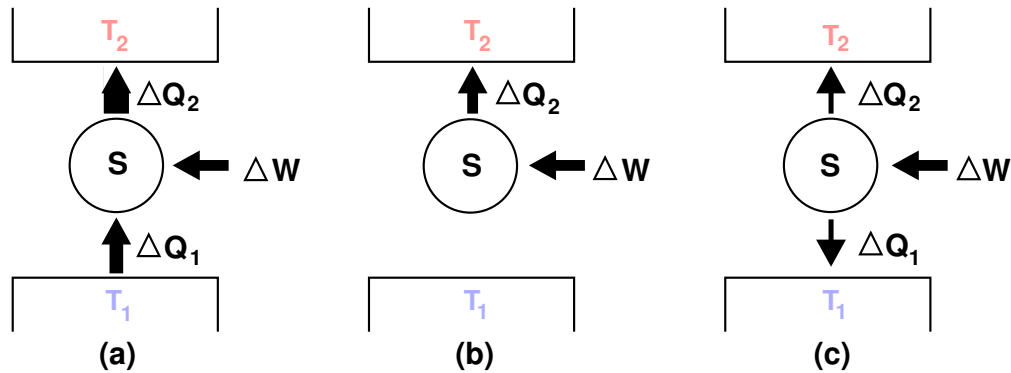 T₂ T₂ T₂
△Q₂ △Q₂ △Q₂
S △W S △W S △W
△Q₁ △Q₁
T₁ T₁ T₁
(a) (b) (c)